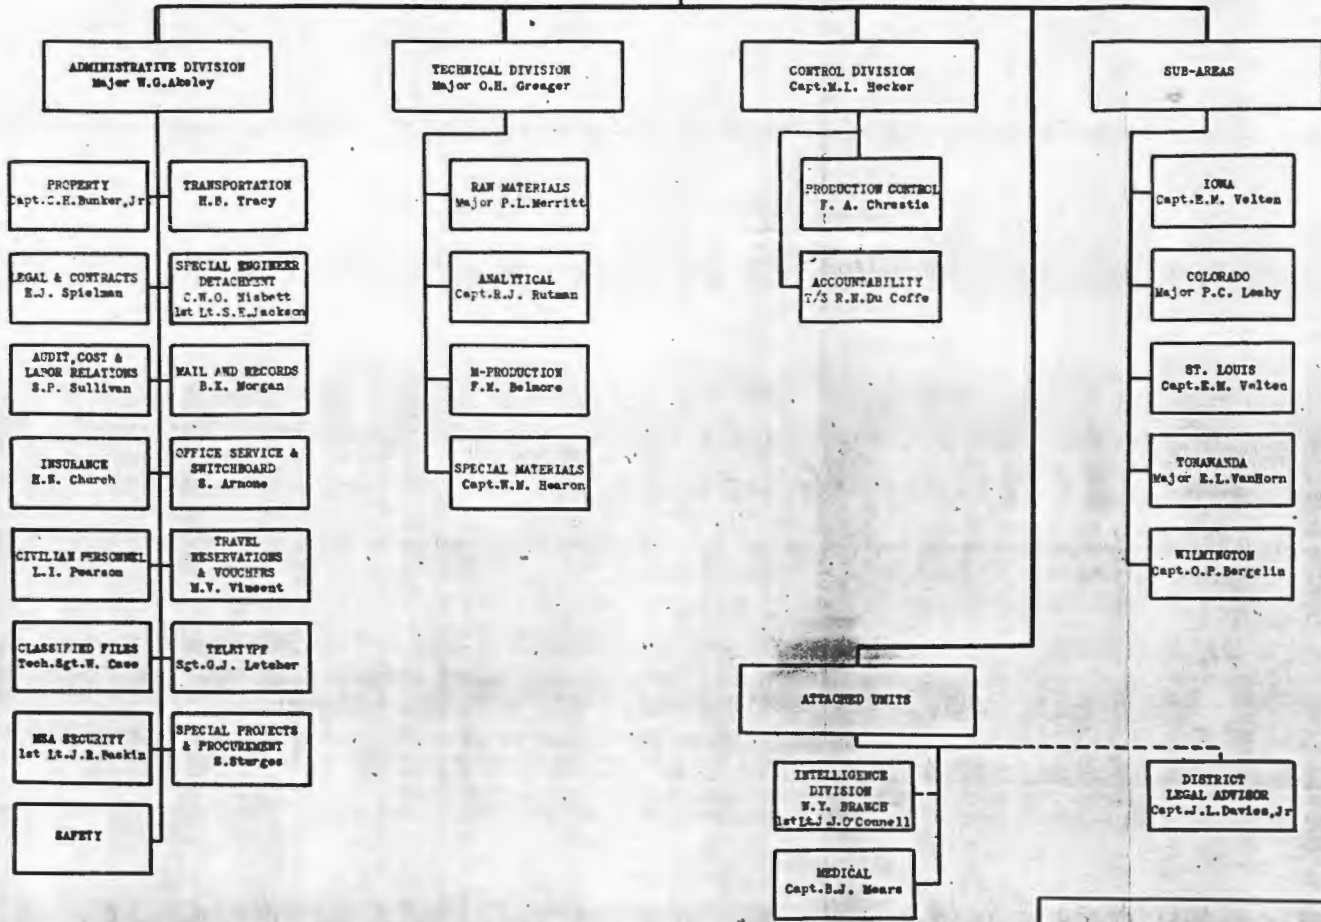 ADMINISTRATIVE DIVISION
Major W.G.Aksley
PROPERTY
Capt.C.H.Bunker,Jr
TRANSPORTATION
H.B. Tracy
LEGAL & CONTRACTS
E.J. Spielman
SPECIAL ENGINEER
DETACHMENT
C.W.O. Nisbett
1st Lt.S.E.Jackson
AUDIT,COST &
LABOR RELATIONS
S.P. Sullivan
MAIL AND RECORDS
B.K. Morgan
INSURANCE
H.N. Church
OFFICE SERVICE &
SWITCHBOARD
S. Arnone
CIVILIAN PERSONNEL
L.I. Pearson
TRAVEL
RESERVATIONS
& VOUCHERS
M.V. Vincent
CLASSIFIED FILES
Tech.Sgt.W. Case
TELETYPE
Sgt.G.J. Letcher
MSA SECURITY
1st Lt.J.R.Paskin
SPECIAL PROJECTS
& PROCUREMENT
S.Sturges
SAFETY
TECHNICAL DIVISION
Major O.H. Greager
RAW MATERIALS
Major P.L.Merritt
ANALYTICAL
Capt.R.J. Rutman
M-PRODUCTION
F.M. Belmore
SPECIAL MATERIALS
Capt.W.M. Hearon
CONTROL DIVISION
Capt.M.L. Hecker
PRODUCTION CONTROL
F. A. Chrestia
ACCOUNTABILITY
T/3 R.N.Du Coffe
SUB-AREAS
IOWA
Capt.E.M. Velten
COLORADO
Major P.C. Leahy
ST. LOUIS
Capt.E.M. Velten
TONAWANDA
Major E.L.VanHorn
WILMINGTON
Capt.O.P.Bergelin
ATTACHED UNITS
INTELLIGENCE
DIVISION
N.Y. BRANCH
1st Lt.J.J.O'Connell
MEDICAL
Capt.B.J. Mears
DISTRICT
LEGAL ADVISOR
Capt.J.L.Davies,Jr